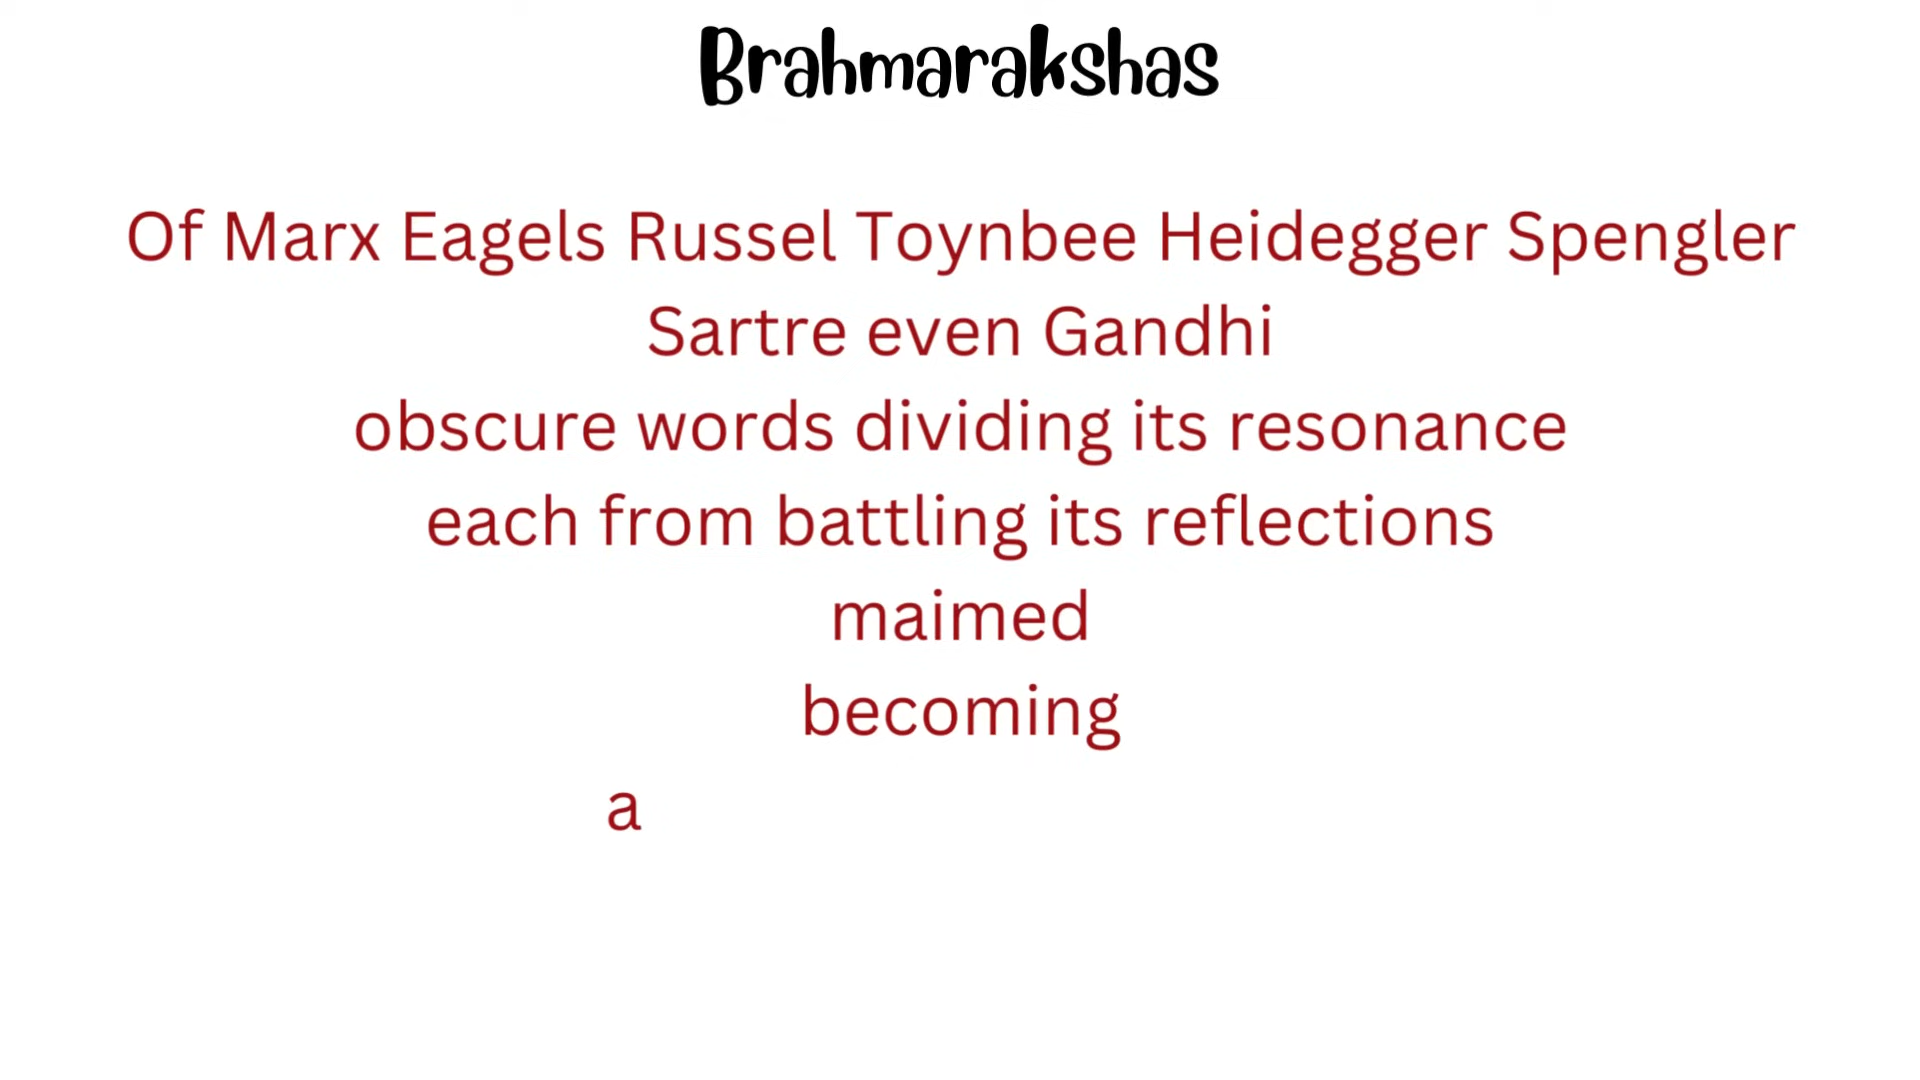 Brahmarakshas
Of Marx Eagels Russel Toynbee Heidegger Spengler
Sartre even Gandhi
obscure words dividing its resonance
each from battling its reflections
maimed
becoming
a